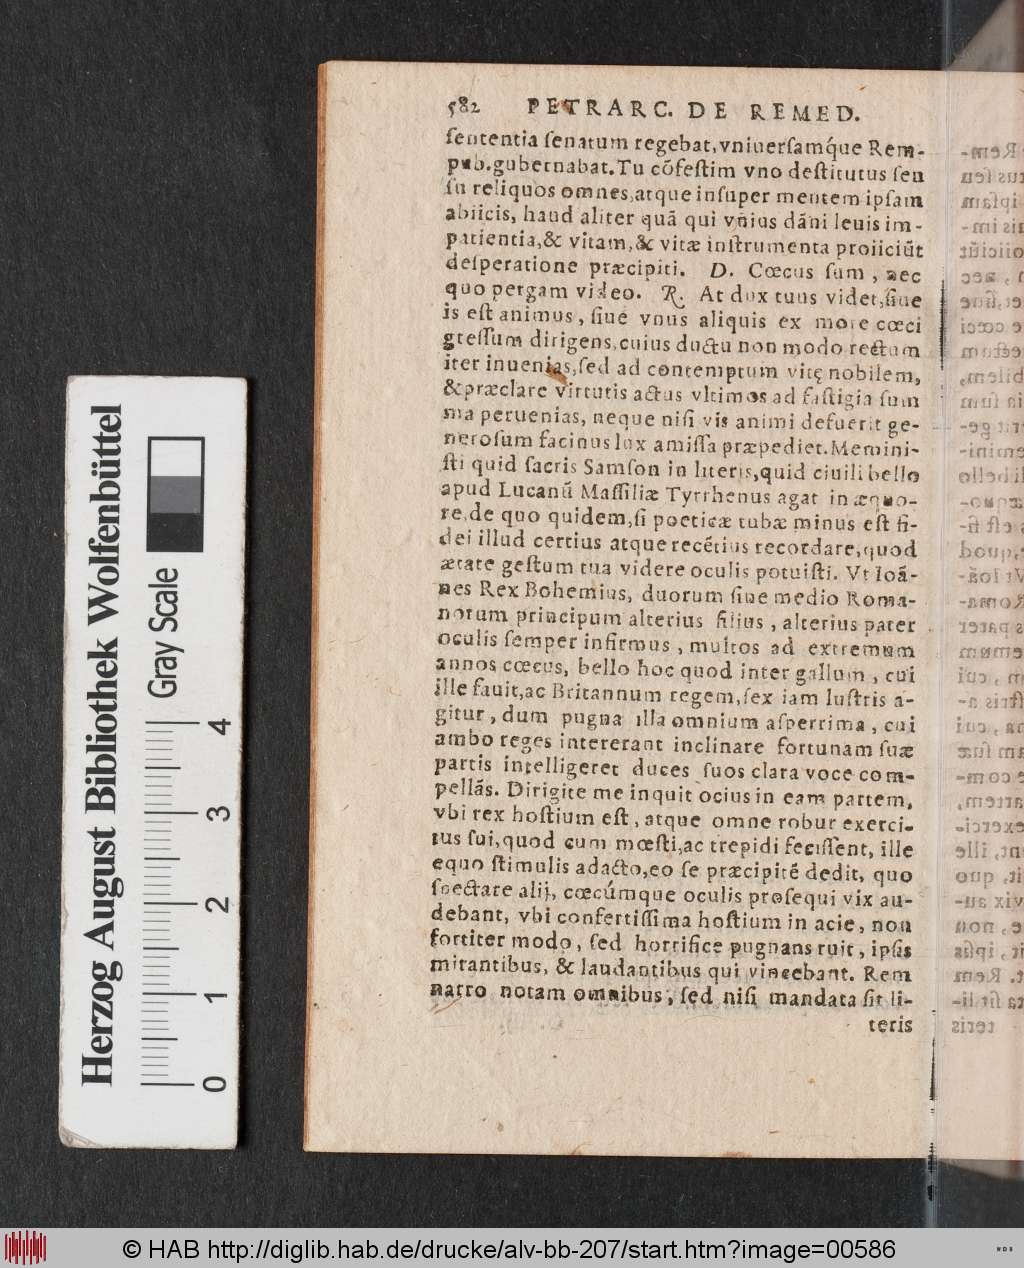 582 PETRARC. DE REMED.
ſententia ſenatum regebat, vniuerſamq́ue Rem-
pub. gubernabat. Tu cõfeſtim vno deſtitutus ſen
ſu reliquos omnes, atque inſuper mentem ipſam
abiicis, haud aliter quã qui vnius dãni leuis im-
patientia, & vitam, & vitæ inſtrumenta proiiciũt
deſperatione præcipiti. D. Cœcus ſum, nec
quo pergam video. R. At dux tuus videt, ſiue
is eſt animus, ſiue vnus aliquis ex more cœci
greſſum dirigens, cuius ductu non modo rectum
iter inuenias, ſed ad contemptum vitę nobilem,
& præclare virtutis actus vltimos ad faſtigia ſum
ma peruenias, neque niſi vis animi defuerit ge-
neroſum facinus lux amiſſa præpediet. Memini-
ſti quid ſacris Samſon in literis, quid ciuili bello
apud Lucanũ Maſſiliæ Tyrrhenus agat in æquo-
re, de quo quidem, ſi poeticæ tubæ minus eſt fi-
dei illud certius atque recẽtius recordare, quod
ætate geſtum tua videre oculis potuiſti. Vt Ioã-
nes Rex Bohemius, duorum ſiue medio Roma-
norum principum alterius filius, alterius pater
oculis ſemper infirmus, multos ad extremum
annos cœcus, bello hoc quod inter gallum, cui
ille fauit, ac Britannum regem, ſex iam luſtris a-
gitur, dum pugna illa omnium aſperrima, cui
ambo reges intererant inclinare fortunam ſuæ
partis intelligeret duces ſuos clara voce com-
pellãs. Dirigite me inquit ocius in eam partem,
vbi rex hoſtium eſt, atque omne robur exerci-
tus ſui, quod cum mœſti, ac trepidi feciſſent, ille
equo ſtimulis adacto, eo ſe præcipitẽ dedit, quo
ſpectare alij, cœcúmque oculis proſequi vix au-
debant, vbi confertiſſima hoſtium in acie, non
fortiter modo, ſed horrifice pugnans ruit, ipſis
mirantibus, & laudantibus qui vincebant. Rem
narro notam omnibus, ſed niſi mandata ſit li-
teris
Herzog August Bibliothek Wolfenbüttel
Gray Scale
0 1 2 3 4
© HAB http://diglib.hab.de/drucke/alv-bb-207/start.htm?image=00586